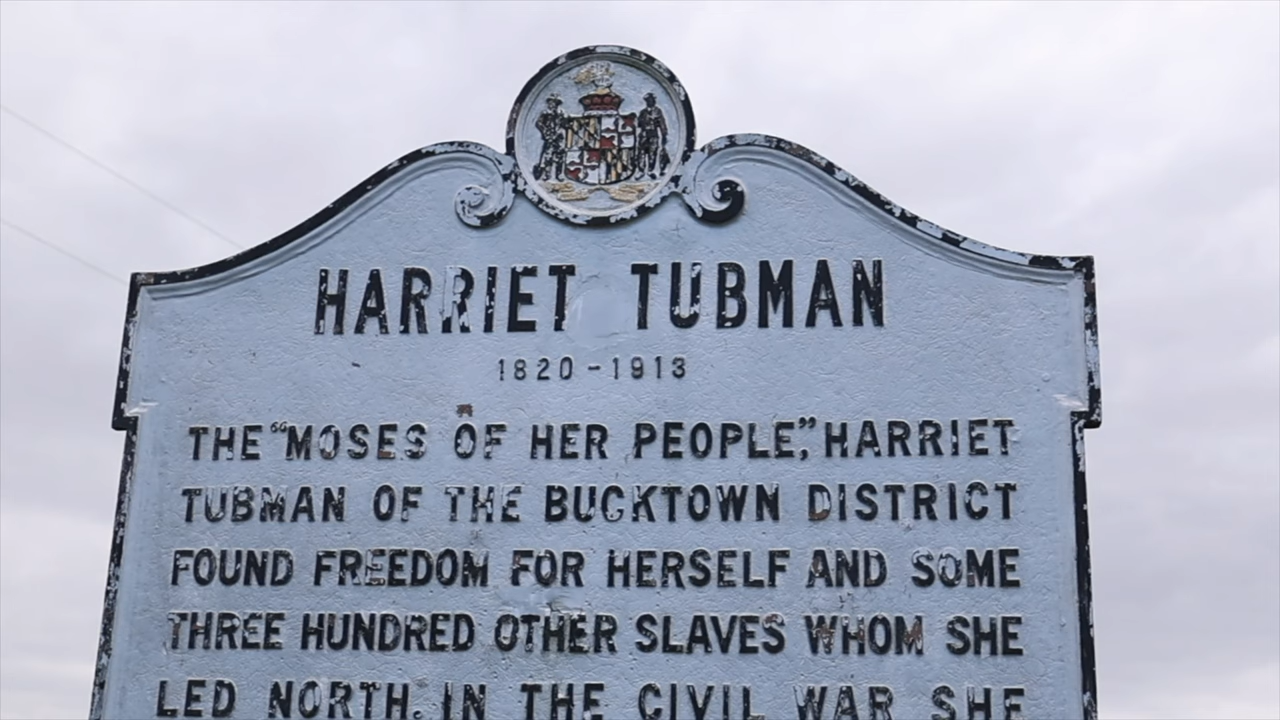 HARRIET TUBMAN
1820-1913
THE "MOSES OF HER PEOPLE," HARRIET
TUBMAN OF THE BUCKTOWN DISTRICT
FOUND FREEDOM FOR HERSELF AND SOME
THREE HUNDRED OTHER SLAVES WHOM SHE
LED NORTH. IN THE CIVIL WAR SHE